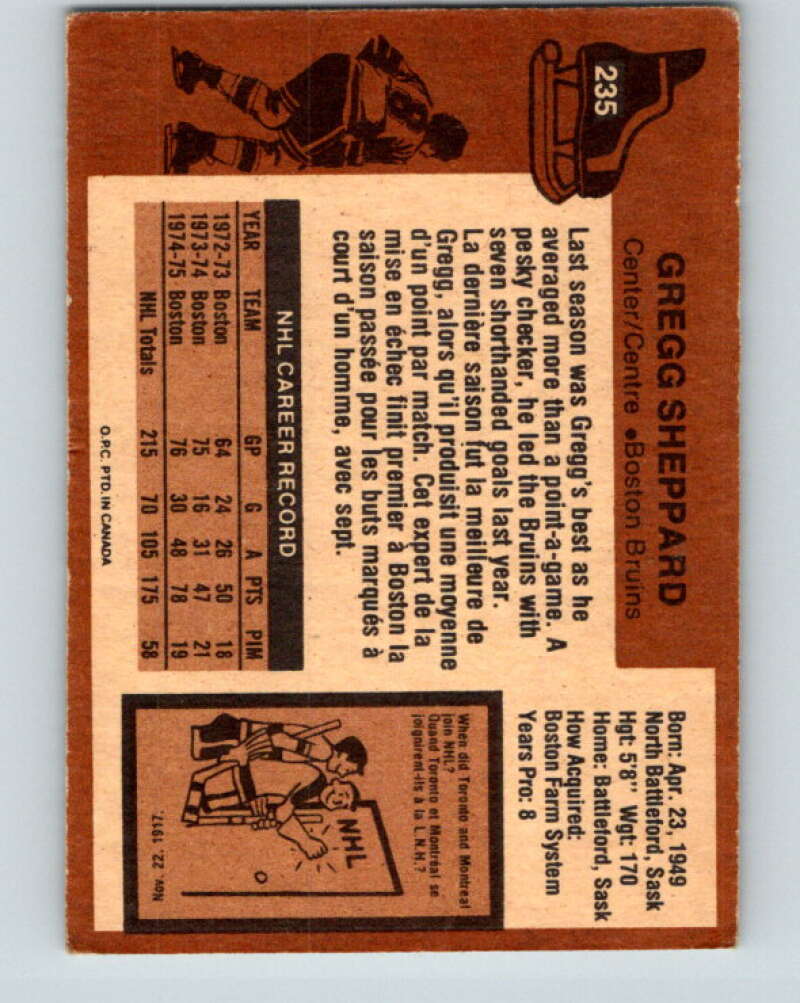 235
GREGG SHEPPARD
Center/Centre • Boston Bruins
Born: Apr. 23, 1949
North Battleford, Sask
Hgt: 5'8" Wgt: 170
Home: Battleford, Sask
How Acquired:
Boston Farm System
Years Pro: 8
Last season was Gregg's best as he
averaged more than a point-a-game. A
pesky checker, he led the Bruins with
seven shorthanded goals last year.
La dernière saison fut la meilleure de
Gregg, alors qu'il produisit une moyenne
d'un point par match. Cet expert de la
mise en échec finit premier à Boston la
saison passée pour les buts marqués à
court d'un homme, avec sept.
NHL CAREER RECORD
YEAR TEAM GP G A PTS PIM
1972-73 Boston 64 24 26 50 18
1973-74 Boston 75 16 31 47 21
1974-75 Boston 76 30 48 78 19
NHL Totals 215 70 105 175 58
O.P.C. PTD. IN CANADA
When did Toronto and Montreal
join NHL?
Quand Toronto et Montréal se
joignirent-ils à la L.N.H.?
NHL
Nov. 22, 1917.
8